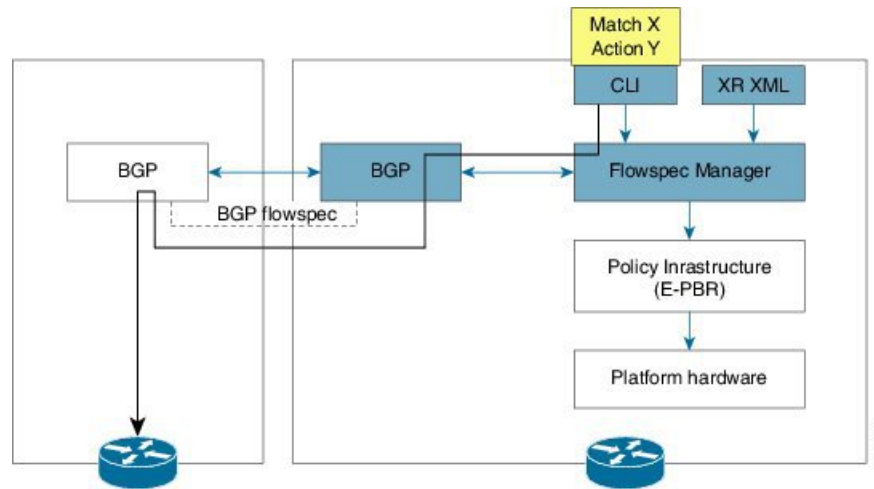 Match X
Action Y
CLI
XR XML
BGP
BGP
Flowspec Manager
BGP flowspec
Policy Inrastructure
(E-PBR)
Platform hardware